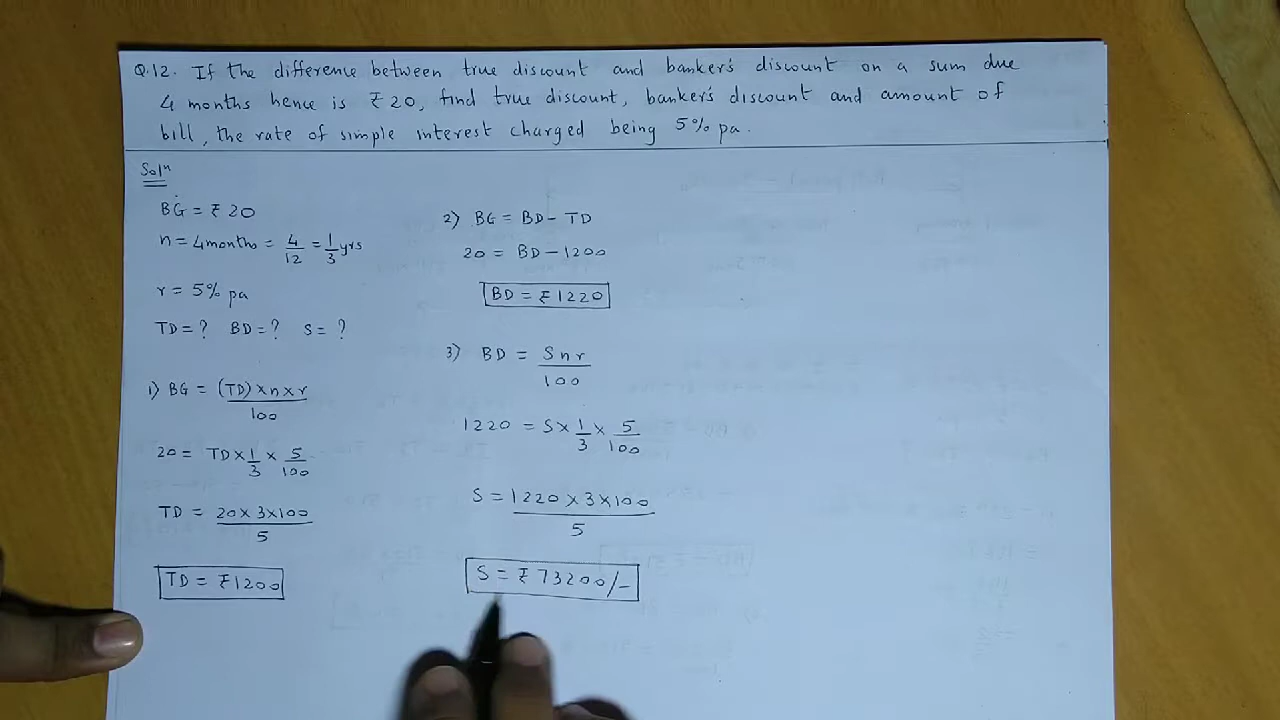 Q.12. If the difference between true discount and banker's discount on a sum due
4 months hence is ₹20, find true discount, banker's discount and amount of
bill, the rate of simple interest charged being 5% pa.
Solⁿ
BG = ₹20
n = 4months = 4/12 = 1/3 yrs
r = 5% pa
TD = ? BD = ? S = ?
1) BG = (TD) × n × r / 100
20 = TD × 1/3 × 5/100
TD = 20 × 3 × 100 / 5
TD = ₹1200
2) BG = BD - TD
20 = BD - 1200
BD = ₹1220
3) BD = S n r / 100
1220 = S × 1/3 × 5/100
S = 1220 × 3 × 100 / 5
S = ₹73200/-